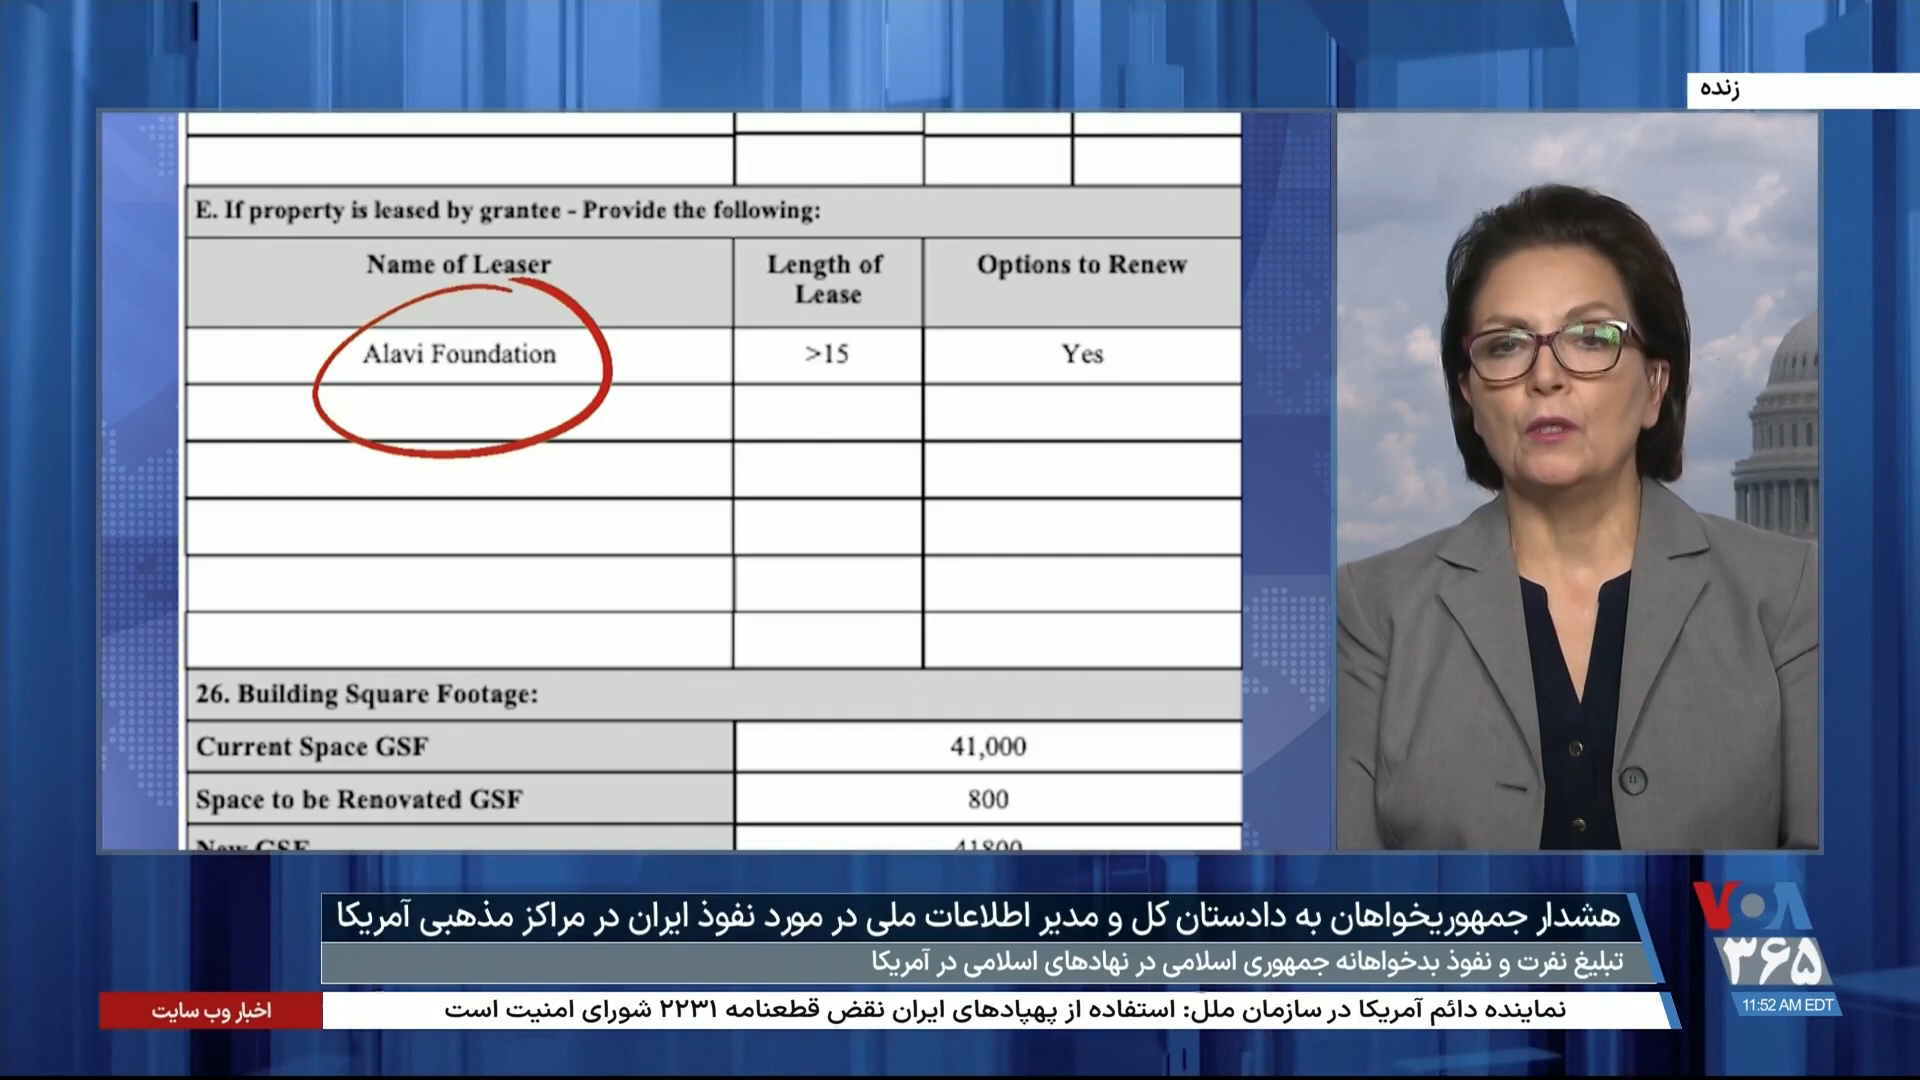 زنده
E. If property is leased by grantee - Provide the following:
Name of Leaser
Length of Lease
Options to Renew
Alavi Foundation
>15
Yes
26. Building Square Footage:
Current Space GSF
41,000
Space to be Renovated GSF
800
New GSF
41800
هشدار جمهوریخواهان به دادستان کل و مدیر اطلاعات ملی در مورد نفوذ ایران در مراکز مذهبی آمریکا
تبلیغ نفرت و نفوذ بدخواهانه جمهوری اسلامی در نهادهای اسلامی در آمریکا
نماینده دائم آمریکا در سازمان ملل: استفاده از پهپادهای ایران نقض قطعنامه ۲۲۳۱ شورای امنیت است
اخبار وب سایت
VOA
۳۶۵
11:52 AM EDT